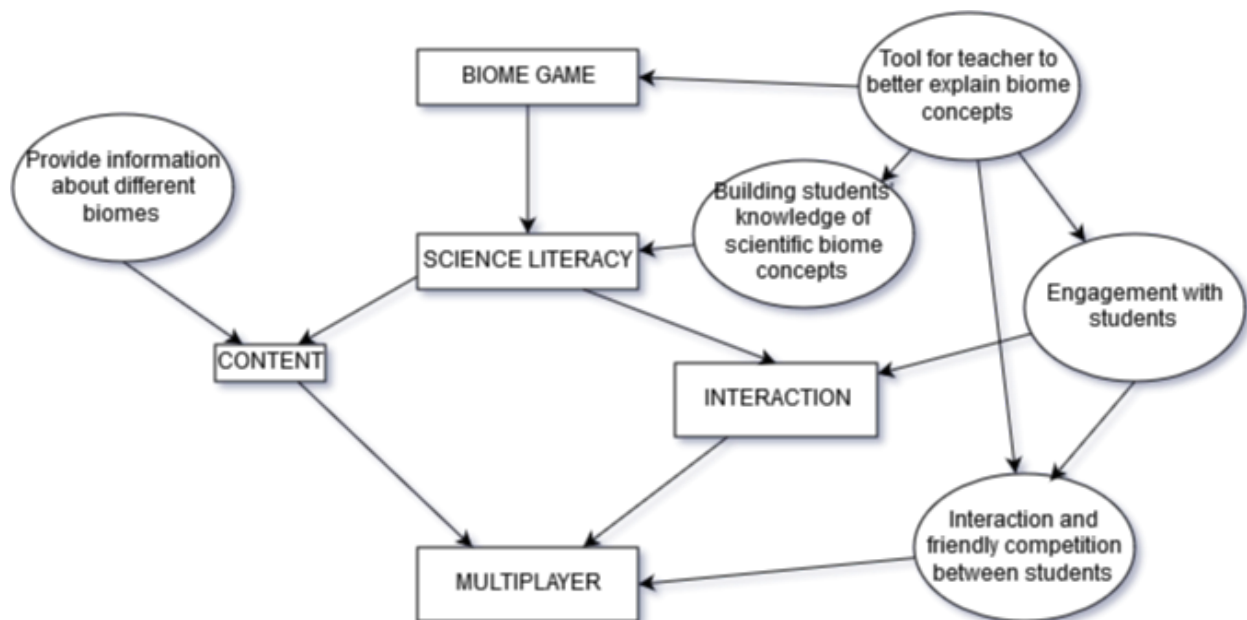 BIOME GAME
Tool for teacher to
better explain biome
concepts
Provide information
about different
biomes
Building students'
knowledge of
scientific biome
concepts
SCIENCE LITERACY
Engagement with
students
CONTENT
INTERACTION
Interaction and
friendly competition
between students
MULTIPLAYER